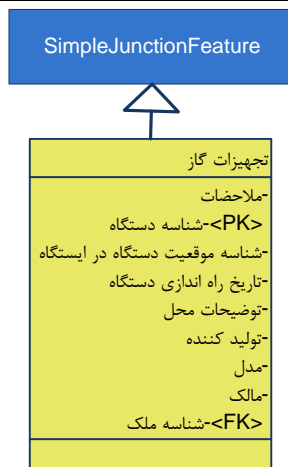 SimpleJunctionFeature
تجهیزات گاز
-ملاحضات
<PK>-شناسه دستگاه
-شناسه موقعیت دستگاه در ایستگاه
-تاریخ راه اندازی دستگاه
-توضیحات محل
-تولید کننده
-مدل
-مالک
<FK>-شناسه ملک